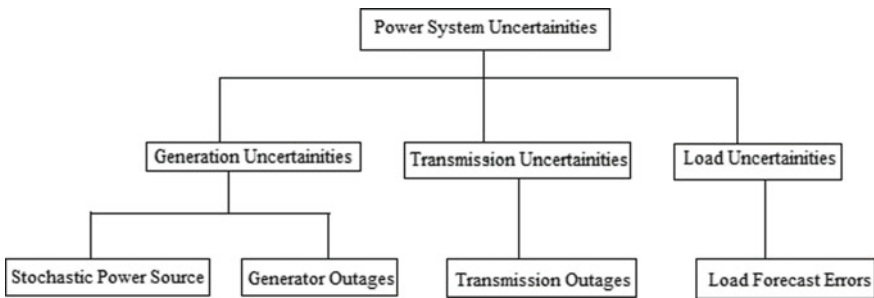 Power System Uncertainities
Generation Uncertainities
Transmission Uncertainities
Load Uncertainities
Stochastic Power Source
Generator Outages
Transmission Outages
Load Forecast Errors